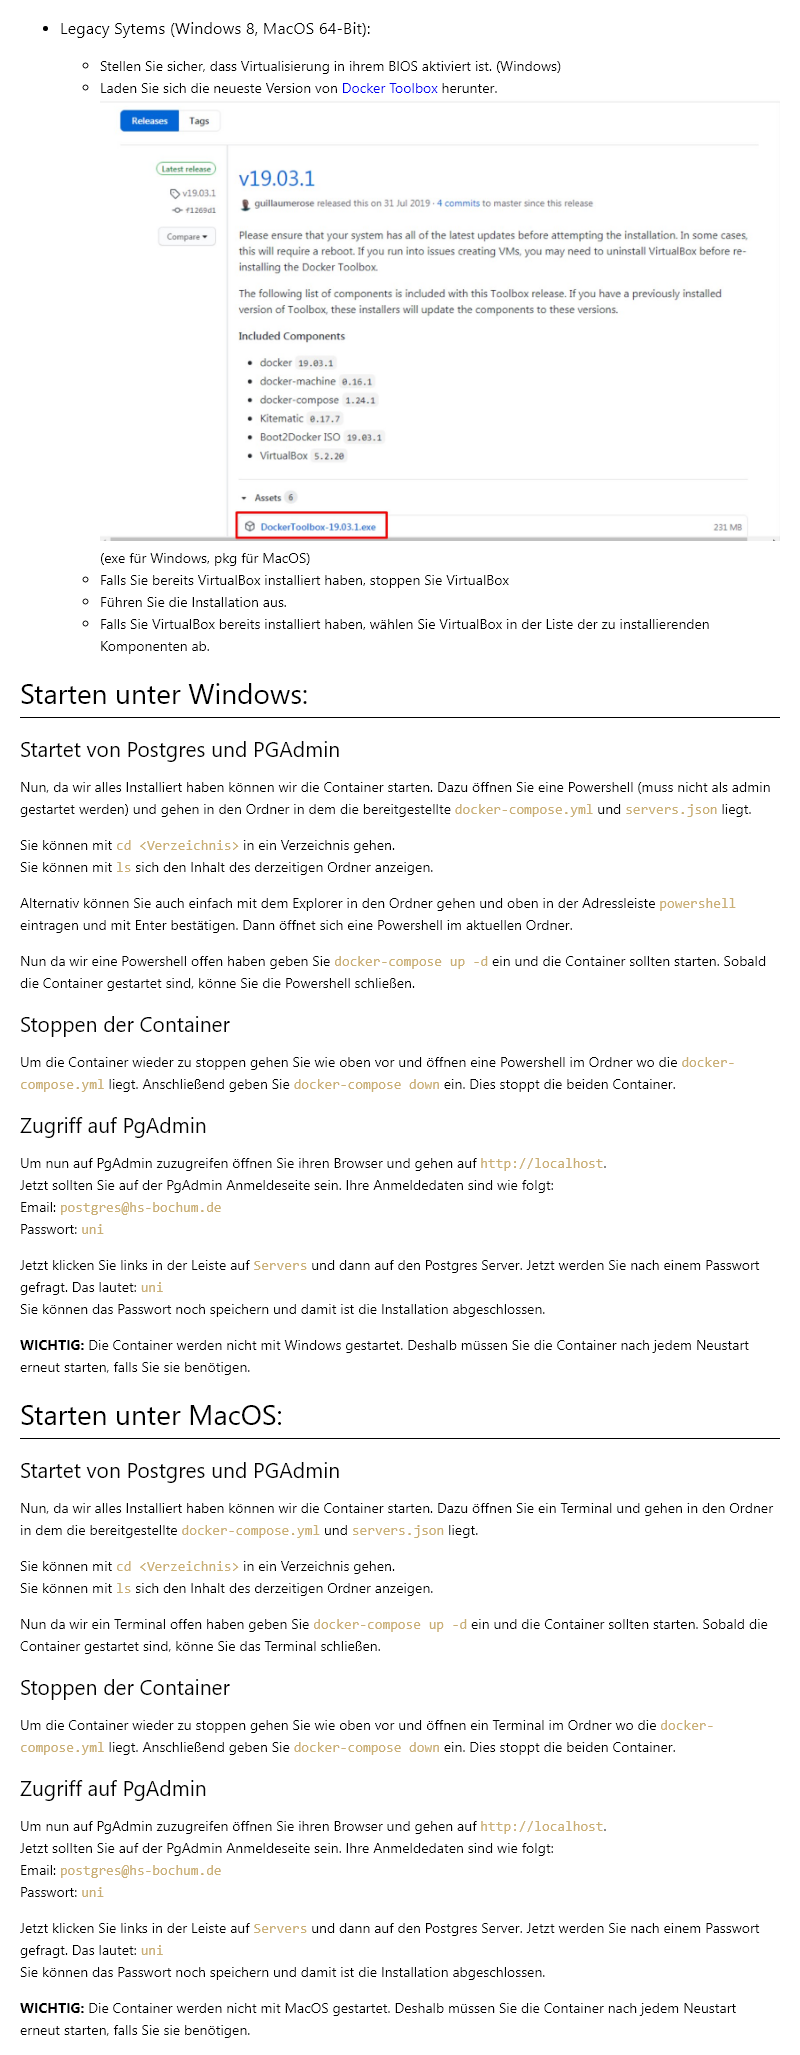 Legacy Sytems (Windows 8, MacOS 64-Bit):
Stellen Sie sicher, dass Virtualisierung in ihrem BIOS aktiviert ist. (Windows)
Laden Sie sich die neueste Version von Docker Toolbox herunter.
Releases Tags
Latest release
v19.03.1
f1269d1
Compare
v19.03.1
guillaumerose released this on 31 Jul 2019 · 4 commits to master since this release
Please ensure that your system has all of the latest updates before attempting the installation. In some cases,
this will require a reboot. If you run into issues creating VMs, you may need to uninstall VirtualBox before re-
installing the Docker Toolbox.
The following list of components is included with this Toolbox release. If you have a previously installed
version of Toolbox, these installers will update the components to these versions.
Included Components
docker 19.03.1
docker-machine 0.16.1
docker-compose 1.24.1
Kitematic 0.17.7
Boot2Docker ISO 19.03.1
VirtualBox 5.2.20
Assets 6
DockerToolbox-19.03.1.exe 231 MB
(exe für Windows, pkg für MacOS)
Falls Sie bereits VirtualBox installiert haben, stoppen Sie VirtualBox
Führen Sie die Installation aus.
Falls Sie VirtualBox bereits installiert haben, wählen Sie VirtualBox in der Liste der zu installierenden
Komponenten ab.
Starten unter Windows:
Startet von Postgres und PGAdmin
Nun, da wir alles Installiert haben können wir die Container starten. Dazu öffnen Sie eine Powershell (muss nicht als admin
gestartet werden) und gehen in den Ordner in dem die bereitgestellte docker-compose.yml und servers.json liegt.
Sie können mit cd <Verzeichnis> in ein Verzeichnis gehen.
Sie können mit ls sich den Inhalt des derzeitigen Ordner anzeigen.
Alternativ können Sie auch einfach mit dem Explorer in den Ordner gehen und oben in der Adressleiste powershell
eintragen und mit Enter bestätigen. Dann öffnet sich eine Powershell im aktuellen Ordner.
Nun da wir eine Powershell offen haben geben Sie docker-compose up -d ein und die Container sollten starten. Sobald
die Container gestartet sind, könne Sie die Powershell schließen.
Stoppen der Container
Um die Container wieder zu stoppen gehen Sie wie oben vor und öffnen eine Powershell im Ordner wo die docker-
compose.yml liegt. Anschließend geben Sie docker-compose down ein. Dies stoppt die beiden Container.
Zugriff auf PgAdmin
Um nun auf PgAdmin zuzugreifen öffnen Sie ihren Browser und gehen auf http://localhost.
Jetzt sollten Sie auf der PgAdmin Anmeldeseite sein. Ihre Anmeldedaten sind wie folgt:
Email: postgres@hs-bochum.de
Passwort: uni
Jetzt klicken Sie links in der Leiste auf Servers und dann auf den Postgres Server. Jetzt werden Sie nach einem Passwort
gefragt. Das lautet: uni
Sie können das Passwort noch speichern und damit ist die Installation abgeschlossen.
WICHTIG: Die Container werden nicht mit Windows gestartet. Deshalb müssen Sie die Container nach jedem Neustart
erneut starten, falls Sie sie benötigen.
Starten unter MacOS:
Startet von Postgres und PGAdmin
Nun, da wir alles Installiert haben können wir die Container starten. Dazu öffnen Sie ein Terminal und gehen in den Ordner
in dem die bereitgestellte docker-compose.yml und servers.json liegt.
Sie können mit cd <Verzeichnis> in ein Verzeichnis gehen.
Sie können mit ls sich den Inhalt des derzeitigen Ordner anzeigen.
Nun da wir ein Terminal offen haben geben Sie docker-compose up -d ein und die Container sollten starten. Sobald die
Container gestartet sind, könne Sie das Terminal schließen.
Stoppen der Container
Um die Container wieder zu stoppen gehen Sie wie oben vor und öffnen ein Terminal im Ordner wo die docker-
compose.yml liegt. Anschließend geben Sie docker-compose down ein. Dies stoppt die beiden Container.
Zugriff auf PgAdmin
Um nun auf PgAdmin zuzugreifen öffnen Sie ihren Browser und gehen auf http://localhost.
Jetzt sollten Sie auf der PgAdmin Anmeldeseite sein. Ihre Anmeldedaten sind wie folgt:
Email: postgres@hs-bochum.de
Passwort: uni
Jetzt klicken Sie links in der Leiste auf Servers und dann auf den Postgres Server. Jetzt werden Sie nach einem Passwort
gefragt. Das lautet: uni
Sie können das Passwort noch speichern und damit ist die Installation abgeschlossen.
WICHTIG: Die Container werden nicht mit MacOS gestartet. Deshalb müssen Sie die Container nach jedem Neustart
erneut starten, falls Sie sie benötigen.